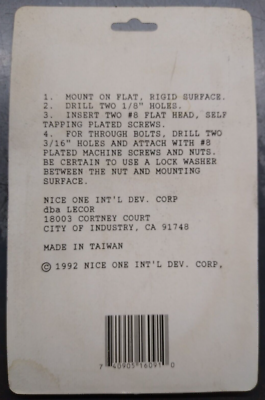 1. MOUNT ON FLAT, RIGID SURFACE.
2. DRILL TWO 1/8" HOLES.
3. INSERT TWO #8 FLAT HEAD, SELF
TAPPING PLATED SCREWS.
4. FOR THROUGH BOLTS, DRILL TWO
3/16" HOLES AND ATTACH WITH #8
PLATED MACHINE SCREWS AND NUTS.
BE CERTAIN TO USE A LOCK WASHER
BETWEEN THE NUT AND MOUNTING
SURFACE.
NICE ONE INT'L DEV. CORP
dba LECOR
18003 CORTNEY COURT
CITY OF INDUSTRY, CA 91748
MADE IN TAIWAN
© 1992 NICE ONE INT'L DEV. CORP.
7 40905 16091 0